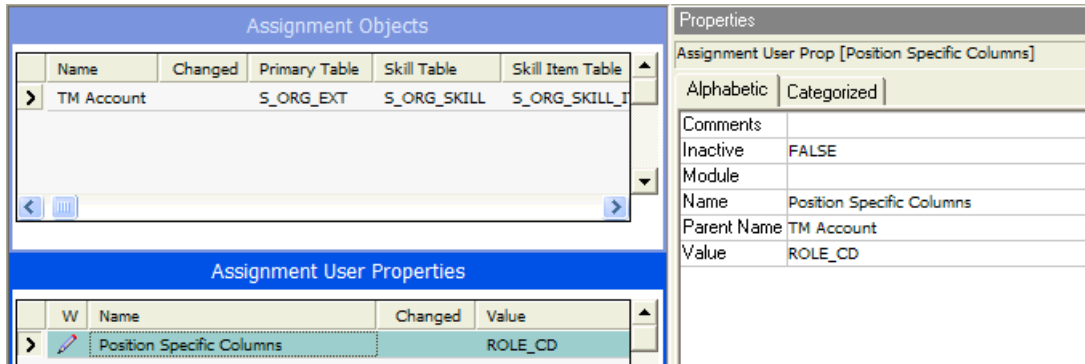 Assignment Objects
Name Changed Primary Table Skill Table Skill Item Table
TM Account S_ORG_EXT S_ORG_SKILL S_ORG_SKILL_I
Assignment User Properties
W Name Changed Value
Position Specific Columns ROLE_CD
Properties
Assignment User Prop [Position Specific Columns]
Alphabetic Categorized
Comments
Inactive FALSE
Module
Name Position Specific Columns
Parent Name TM Account
Value ROLE_CD